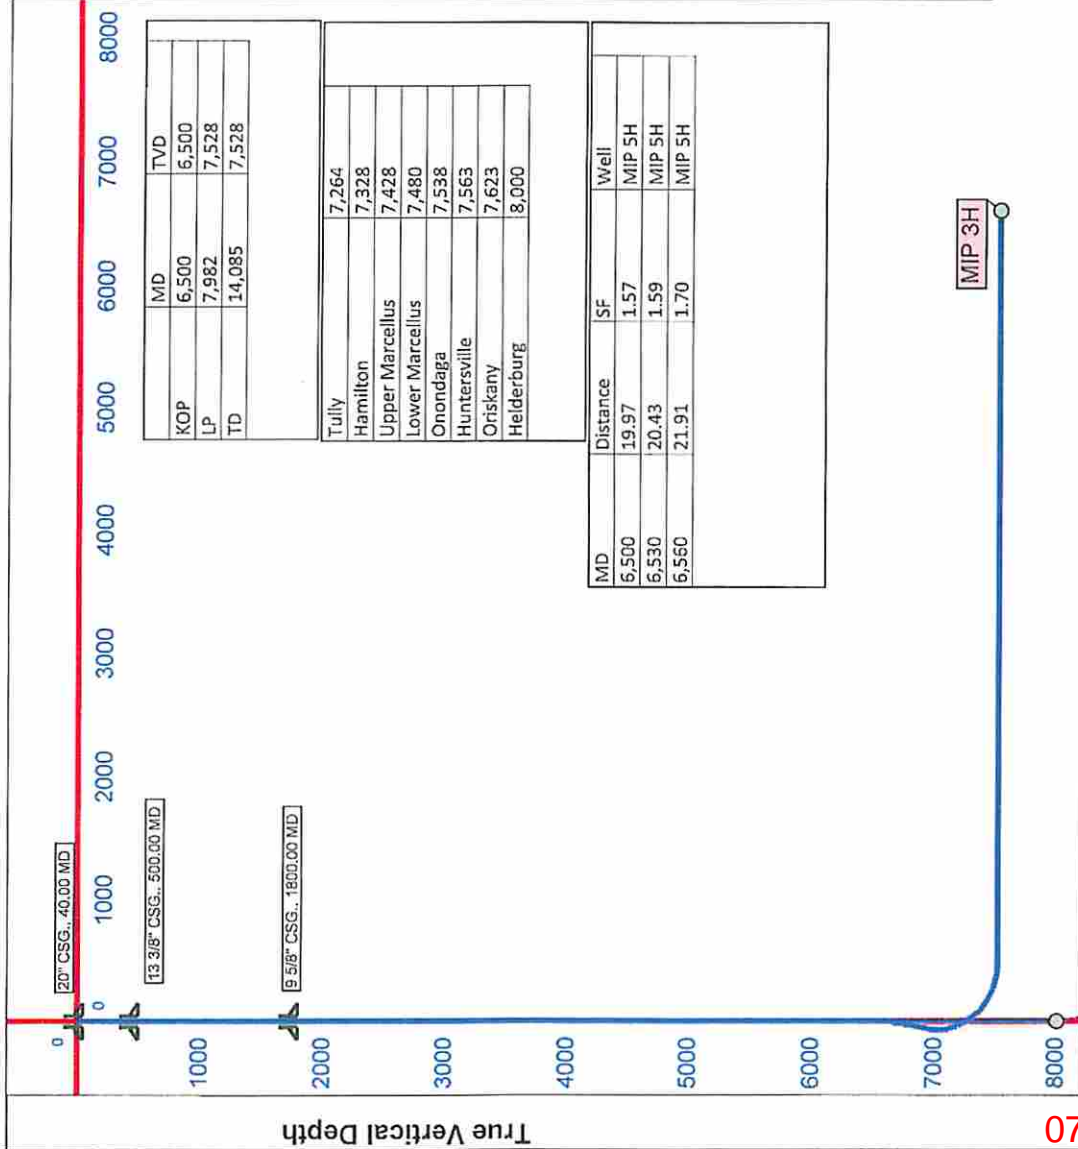 8000
7000
6000
5000
4000
3000
2000
1000
0
0
1000
2000
3000
4000
5000
6000
7000
8000
True Vertical Depth
20" CSG., 40.00 MD
13 3/8" CSG., 500.00 MD
9 5/8" CSG., 1800.00 MD
MD TVD
KOP 6,500 6,500
LP 7,982 7,528
TD 14,085 7,528
Tully 7,264
Hamilton 7,328
Upper Marcellus 7,428
Lower Marcellus 7,480
Onondaga 7,538
Huntersville 7,563
Oriskany 7,623
Helderburg 8,000
MD Distance SF Well
6,500 19.97 1.57 MIP 5H
6,530 20.43 1.59 MIP 5H
6,560 21.91 1.70 MIP 5H
MIP 3H
07